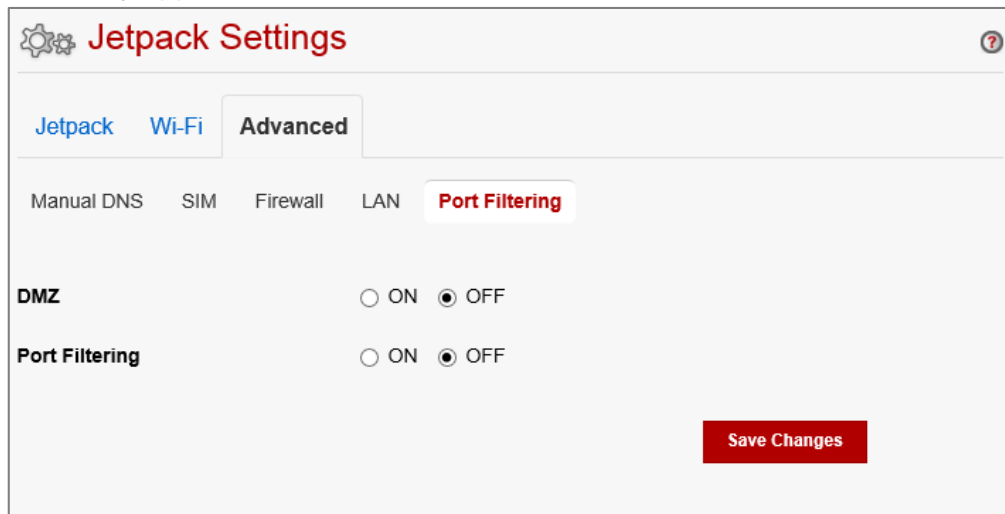 Jetpack Settings
?
Jetpack Wi-Fi Advanced
Manual DNS SIM Firewall LAN Port Filtering
DMZ ON OFF
Port Filtering ON OFF
Save Changes